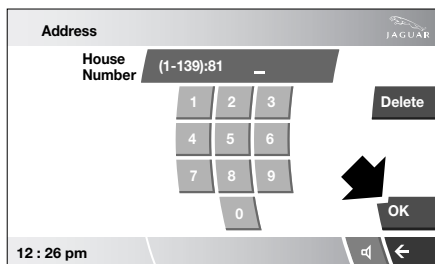 Address
JAGUAR
House
Number
(1-139):81 _
1 2 3
Delete
4 5 6
7 8 9
0
OK
12 : 26 pm